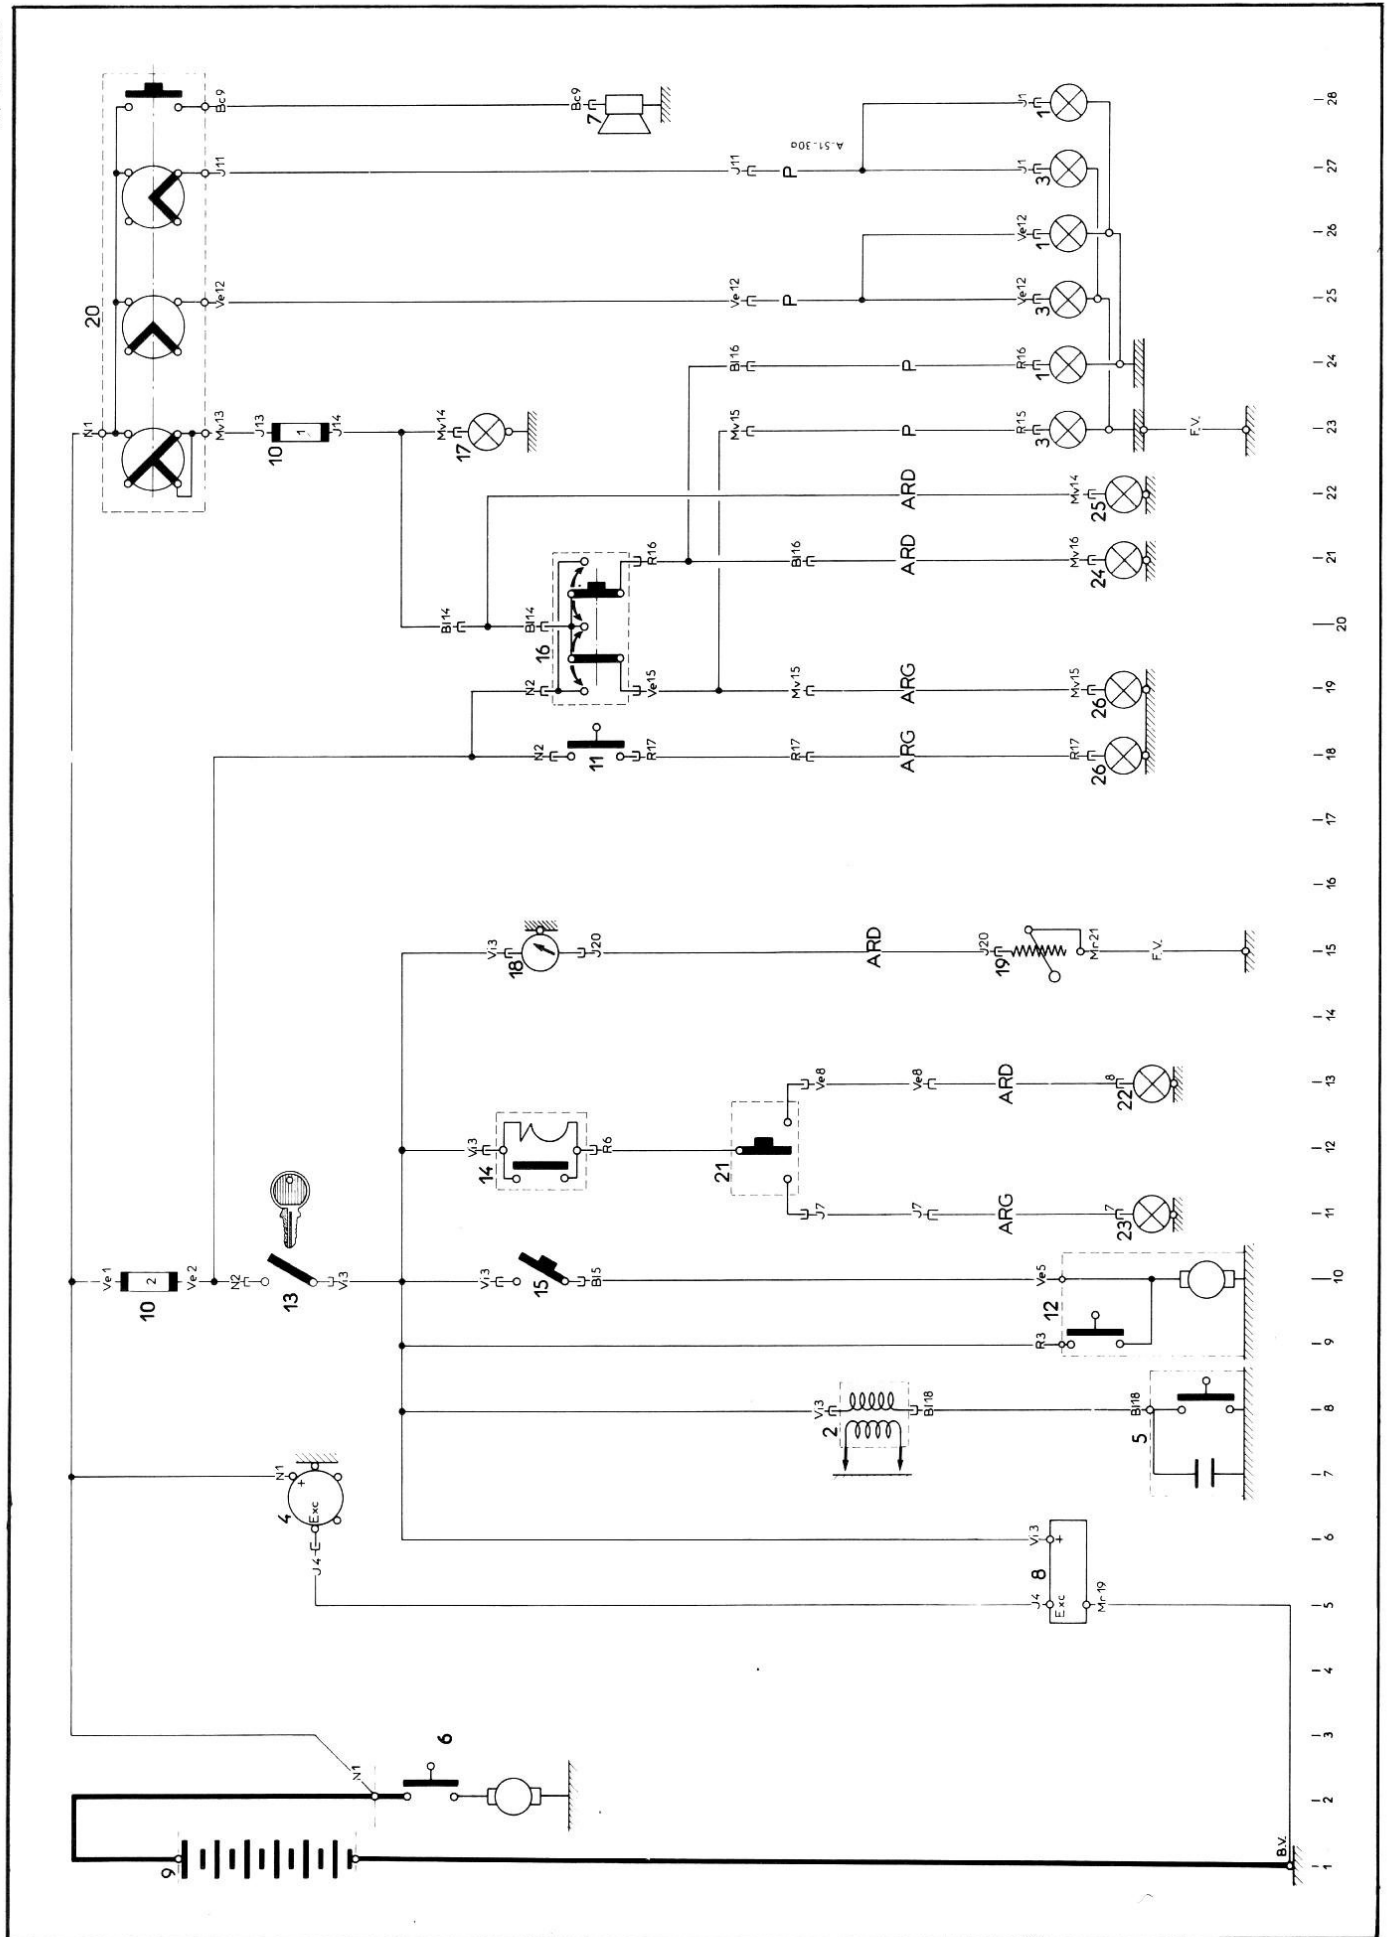 N1
20
Ve1
10 2
9
Ve2
Mv13 Ve12 J11 Bc9
N2
J13
10 1
N1
4 + Exc
13
J4
Vi3 J14
N1
6
Bl14 Mv14
17
Vi3 Vi3 Vi3
14
18
N2 N2 Bl14
15 16
Bc9
7
Bl5 R6 J20 11
R17 Ve15 R16
21
Mv15 Bl16 Ve12 J11
P P
R17 Mv15 Bl16
A.51-30a
Vi3 J7 Ve8
2
ARD
ARG ARG ARD ARD P P
Bl18 J7 Ve8
J20
19
ARG ARD
R15 R16 Ve12 Ve12 J1 J1
J4 Vi3 R3 Ve5
8 12
3 1 3 1 3 1
Exc +
R17 Mv15 Mv16 Mv14
Mr19 Mr21
26 26 24 25
7 8
23 22
Bl18
5
F.V. F.V.
B.V.
1 2 3 4 5 6 7 8 9 10 11 12 13 14 15 16 17 18 19 20 21 22 23 24 25 26 27 28